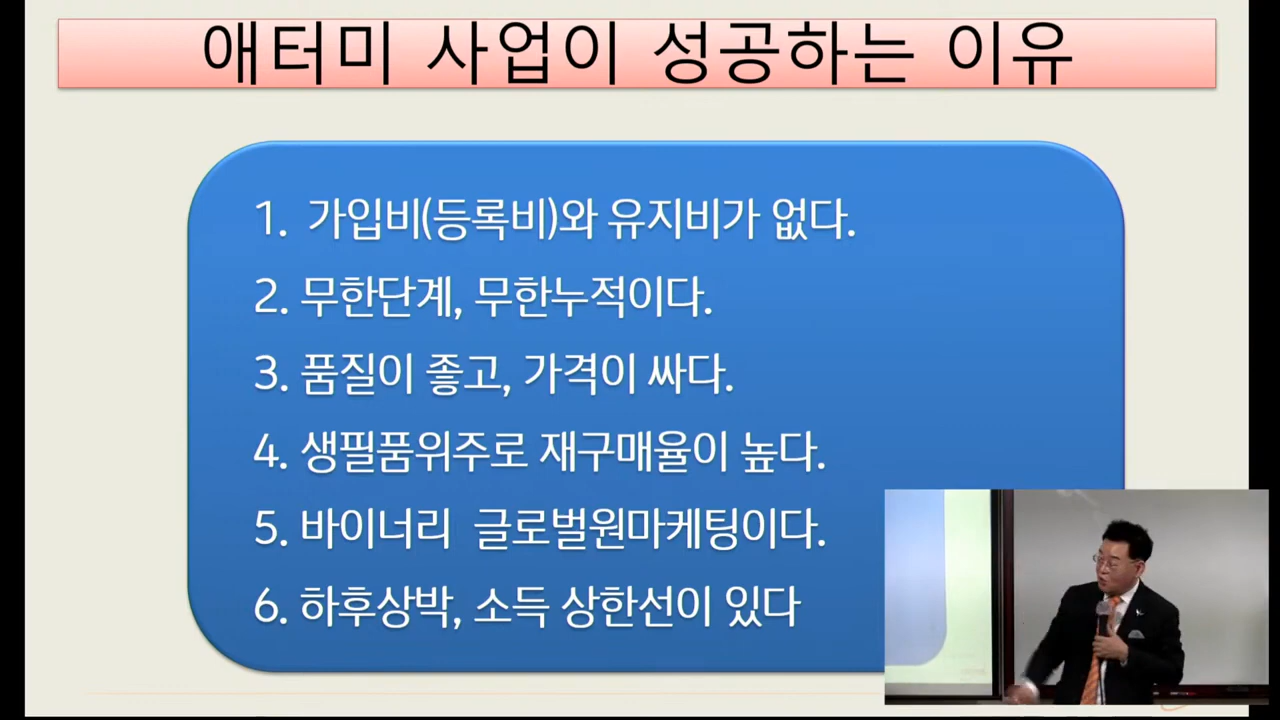 애터미 사업이 성공하는 이유
1. 가입비(등록비)와 유지비가 없다.
2. 무한단계, 무한누적이다.
3. 품질이 좋고, 가격이 싸다.
4. 생필품위주로 재구매율이 높다.
5. 바이너리 글로벌원마케팅이다.
6. 하후상박, 소득 상한선이 있다